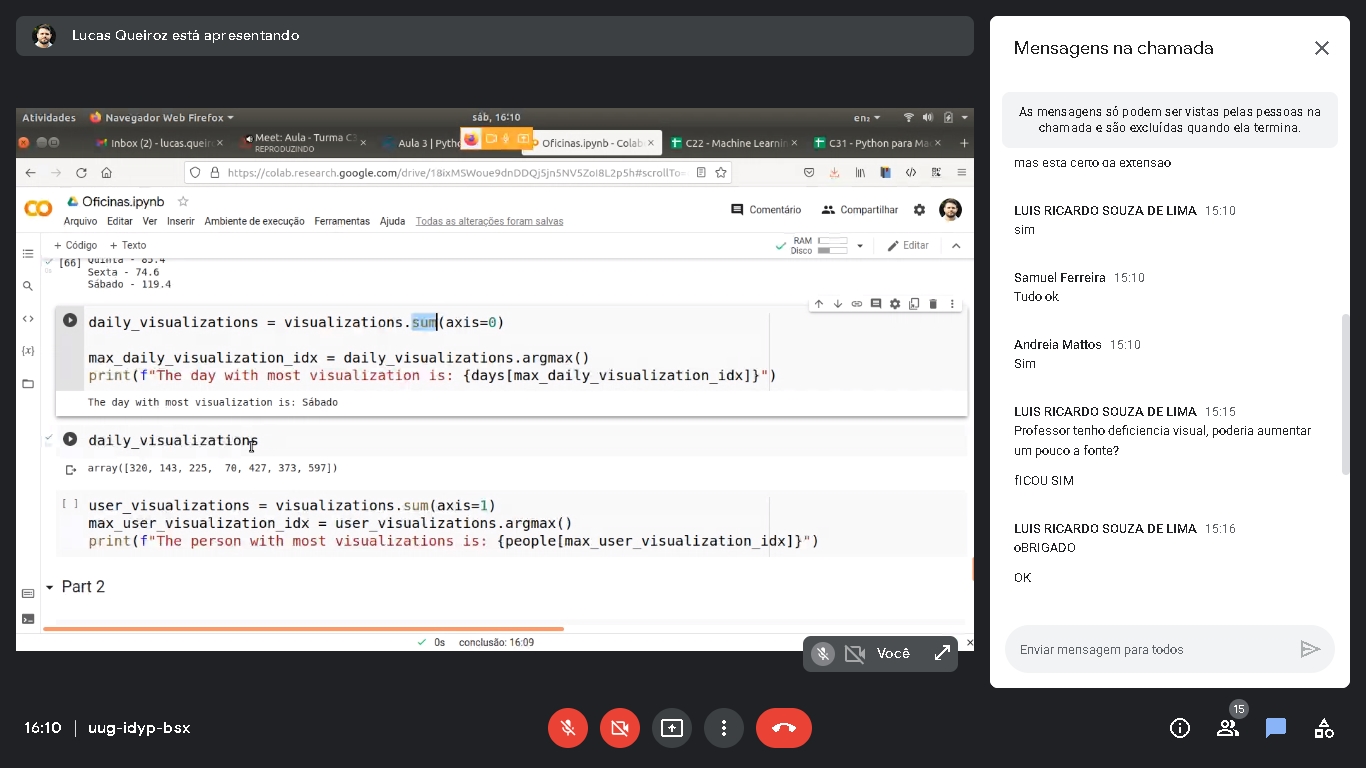 Lucas Queiroz está apresentando
Atividades
Navegador Web Firefox
sáb, 16:10
en₂
Inbox (2) - lucas.queir
Meet: Aula - Turma C3
REPRODUZINDO
Aula 3 | Pytho
Oficinas.ipynb - Colab
C22 - Machine Learnin
C31 - Python para Ma
https://colab.research.google.com/drive/18ixMSWoue9dnDDQj5jn5NV5ZoI8L2p5h#scrollTo=
Oficinas.ipynb
Comentário
Compartilhar
Arquivo Editar Ver Inserir Ambiente de execução Ferramentas Ajuda Todas as alterações foram salvas
+ Código + Texto
RAM
Disco
Editar
[66] Quinta - 85.4
Sexta - 74.6
Sábado - 119.4
daily_visualizations = visualizations.sum(axis=0)
max_daily_visualization_idx = daily_visualizations.argmax()
print(f"The day with most visualization is: {days[max_daily_visualization_idx]}")
The day with most visualization is: Sábado
daily_visualizations
array([320, 143, 225, 70, 427, 373, 597])
[ ] user_visualizations = visualizations.sum(axis=1)
max_user_visualization_idx = user_visualizations.argmax()
print(f"The person with most visualizations is: {people[max_user_visualization_idx]}")
Part 2
0s conclusão: 16:09
Você
16:10 | uug-idyp-bsx
Mensagens na chamada
As mensagens só podem ser vistas pelas pessoas na
chamada e são excluídas quando ela termina.
mas esta certo da extensao
LUIS RICARDO SOUZA DE LIMA 15:10
sim
Samuel Ferreira 15:10
Tudo ok
Andreia Mattos 15:10
Sim
LUIS RICARDO SOUZA DE LIMA 15:15
Professor tenho deficiencia visual, poderia aumentar
um pouco a fonte?
fICOU SIM
LUIS RICARDO SOUZA DE LIMA 15:16
oBRIGADO
OK
Enviar mensagem para todos
15